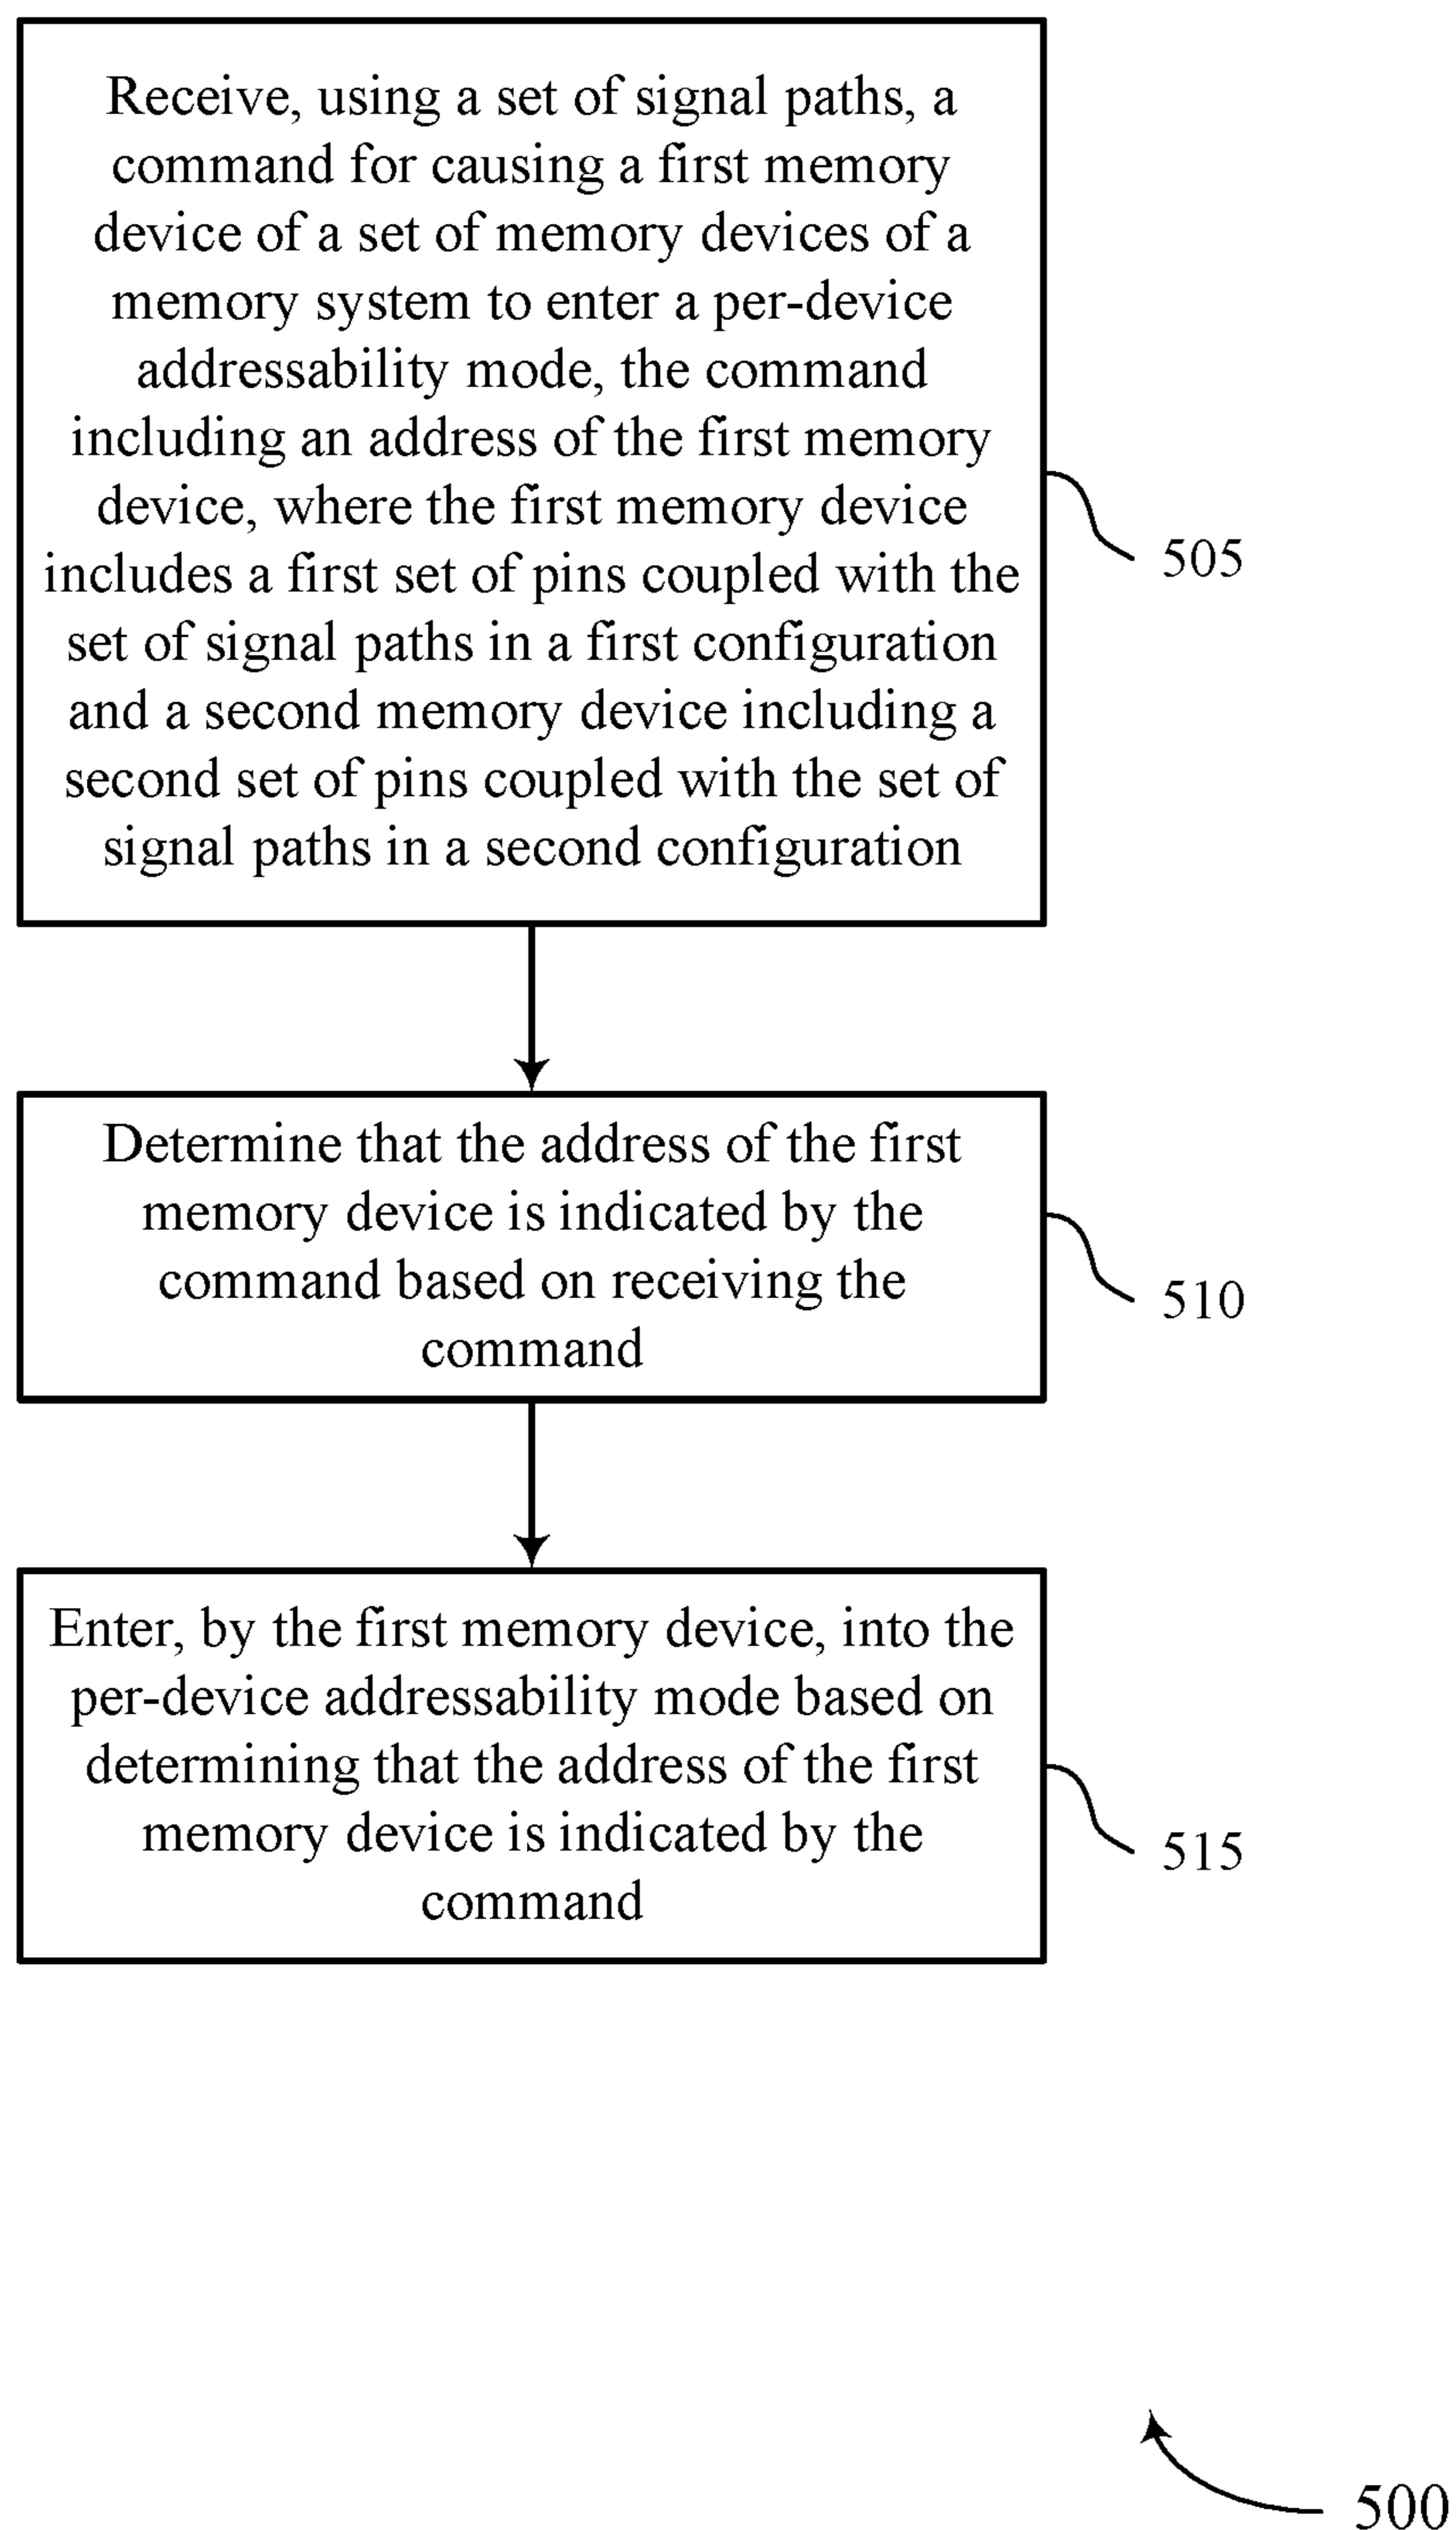 Receive, using a set of signal paths, a
command for causing a first memory
device of a set of memory devices of a
memory system to enter a per-device
addressability mode, the command
including an address of the first memory
device, where the first memory device
includes a first set of pins coupled with the
set of signal paths in a first configuration
and a second memory device including a
second set of pins coupled with the set of
signal paths in a second configuration
505
Determine that the address of the first
memory device is indicated by the
command based on receiving the
command
510
Enter, by the first memory device, into the
per-device addressability mode based on
determining that the address of the first
memory device is indicated by the
command
515
500